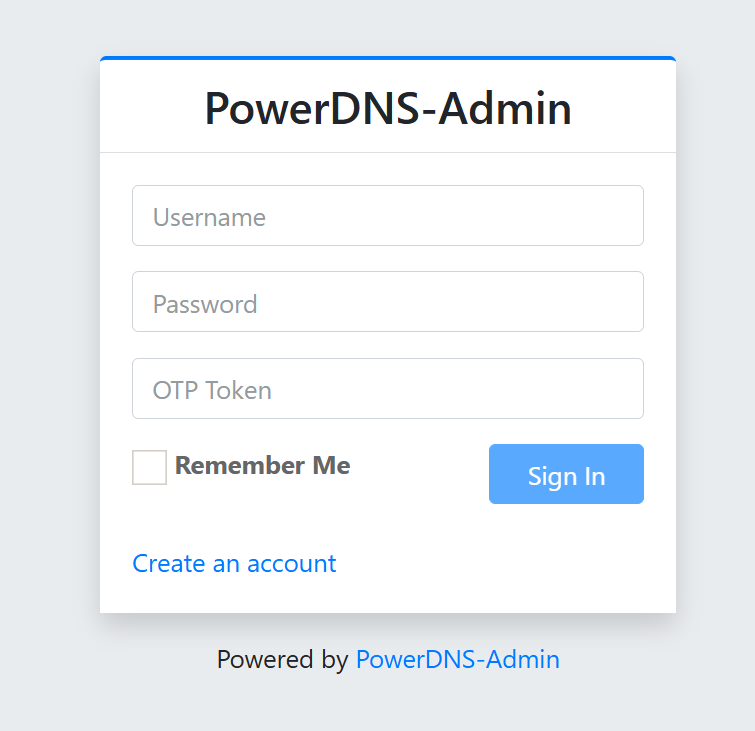 PowerDNS-Admin
Username
Password
OTP Token
Remember Me
Sign In
Create an account
Powered by PowerDNS-Admin